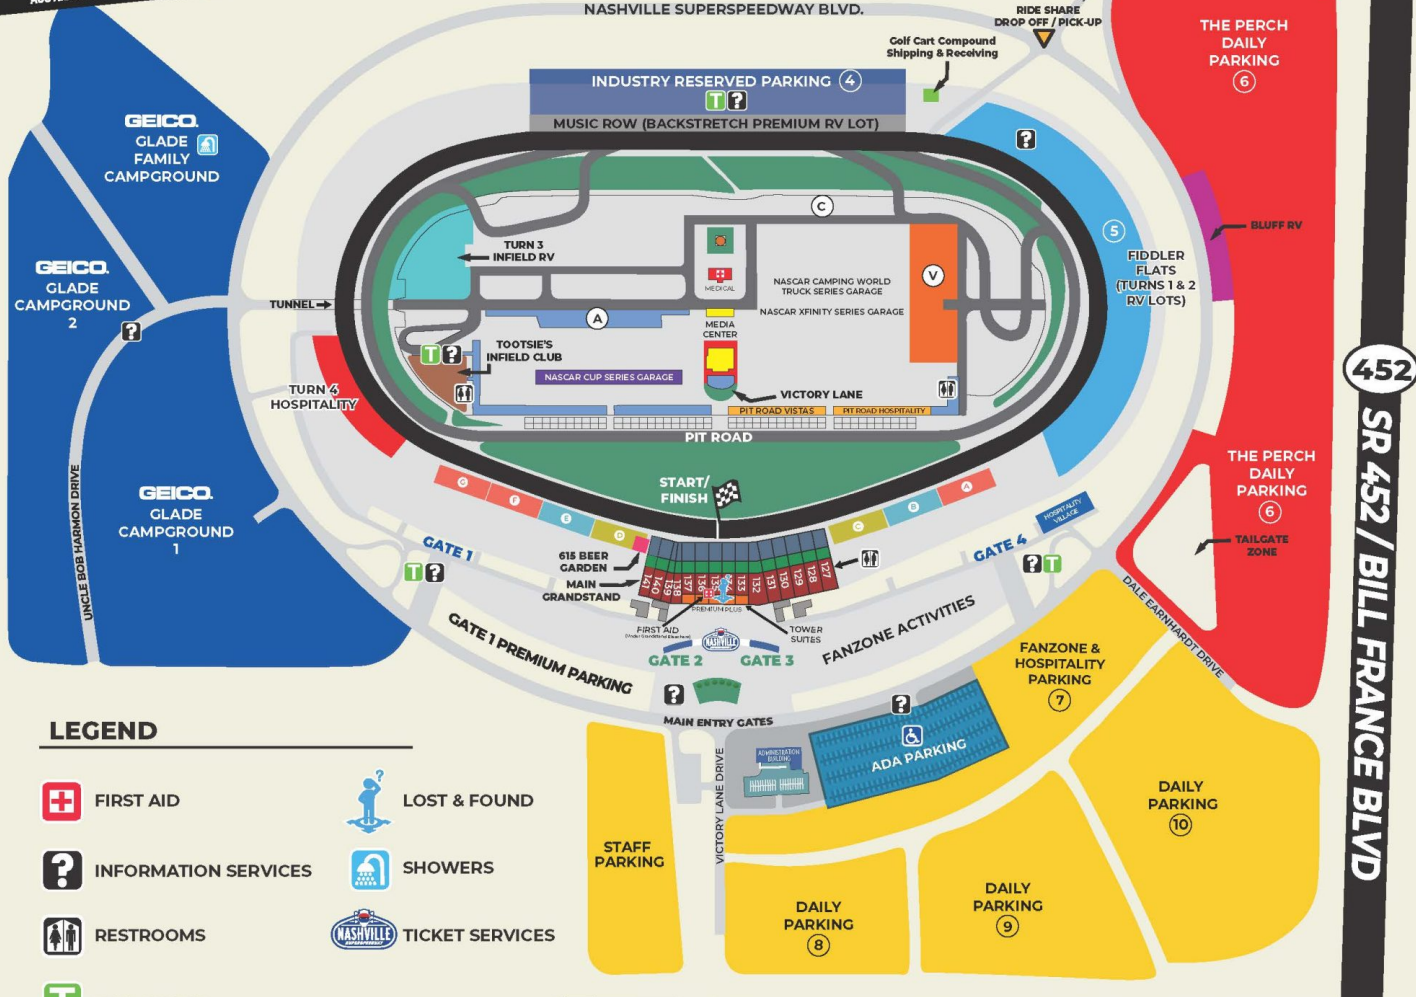 NASHVILLE SUPERSPEEDWAY BLVD.
RIDE SHARE
DROP OFF / PICK-UP
Golf Cart Compound
Shipping & Receiving
THE PERCH
DAILY
PARKING
6
INDUSTRY RESERVED PARKING 4
T ?
MUSIC ROW (BACKSTRETCH PREMIUM RV LOT)
GEICO.
GLADE
FAMILY
CAMPGROUND
?
C
5
BLUFF RV
FIDDLER
FLATS
(TURNS 1 & 2
RV LOTS)
TURN 3
INFIELD RV
MEDICAL
V
NASCAR CAMPING WORLD
TRUCK SERIES GARAGE
NASCAR XFINITY SERIES GARAGE
GEICO.
GLADE
CAMPGROUND
2
?
TUNNEL
A
MEDIA
CENTER
TOOTSIE'S
INFIELD CLUB
T ?
NASCAR CUP SERIES GARAGE
VICTORY LANE
PIT ROAD VISTAS
PIT ROAD HOSPITALITY
PIT ROAD
TURN 4
HOSPITALITY
452
SR 452 / BILL FRANCE BLVD
THE PERCH
DAILY
PARKING
6
TAILGATE
ZONE
START/
FINISH
G
F
E
D
C
B
A
HOSPITALITY
VILLAGE
GEICO.
GLADE
CAMPGROUND
1
UNCLE BOB HARMON DRIVE
GATE 1
T ?
GATE 4
? T
615 BEER
GARDEN
MAIN
GRANDSTAND
141
140
139
138
137
136
135
134
133
132
131
130
129
128
127
PREMIUM PLUS
FIRST AID
TOWER
SUITES
NASHVILLE
GATE 2
GATE 3
FANZONE ACTIVITIES
GATE 1 PREMIUM PARKING
DALE EARNHARDT DRIVE
FANZONE &
HOSPITALITY
PARKING
7
?
MAIN ENTRY GATES
?
ADA PARKING
ADMINISTRATION
BUILDING
VICTORY LANE DRIVE
STAFF
PARKING
DAILY
PARKING
8
DAILY
PARKING
9
DAILY
PARKING
10
LEGEND
FIRST AID
LOST & FOUND
? INFORMATION SERVICES
SHOWERS
RESTROOMS
NASHVILLE
SUPERSPEEDWAY
TICKET SERVICES
T